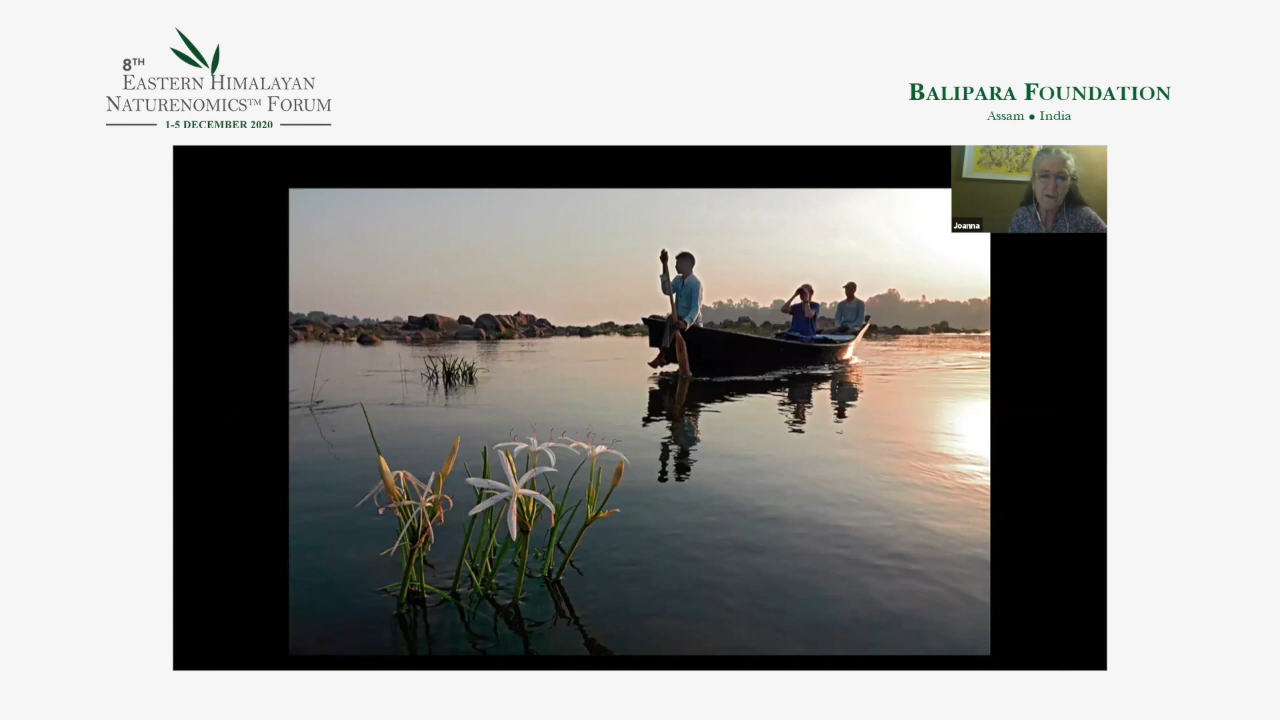 8TH
EASTERN HIMALAYAN
NATURENOMICS™ FORUM
1-5 DECEMBER 2020
BALIPARA FOUNDATION
Assam ● India
Joanna